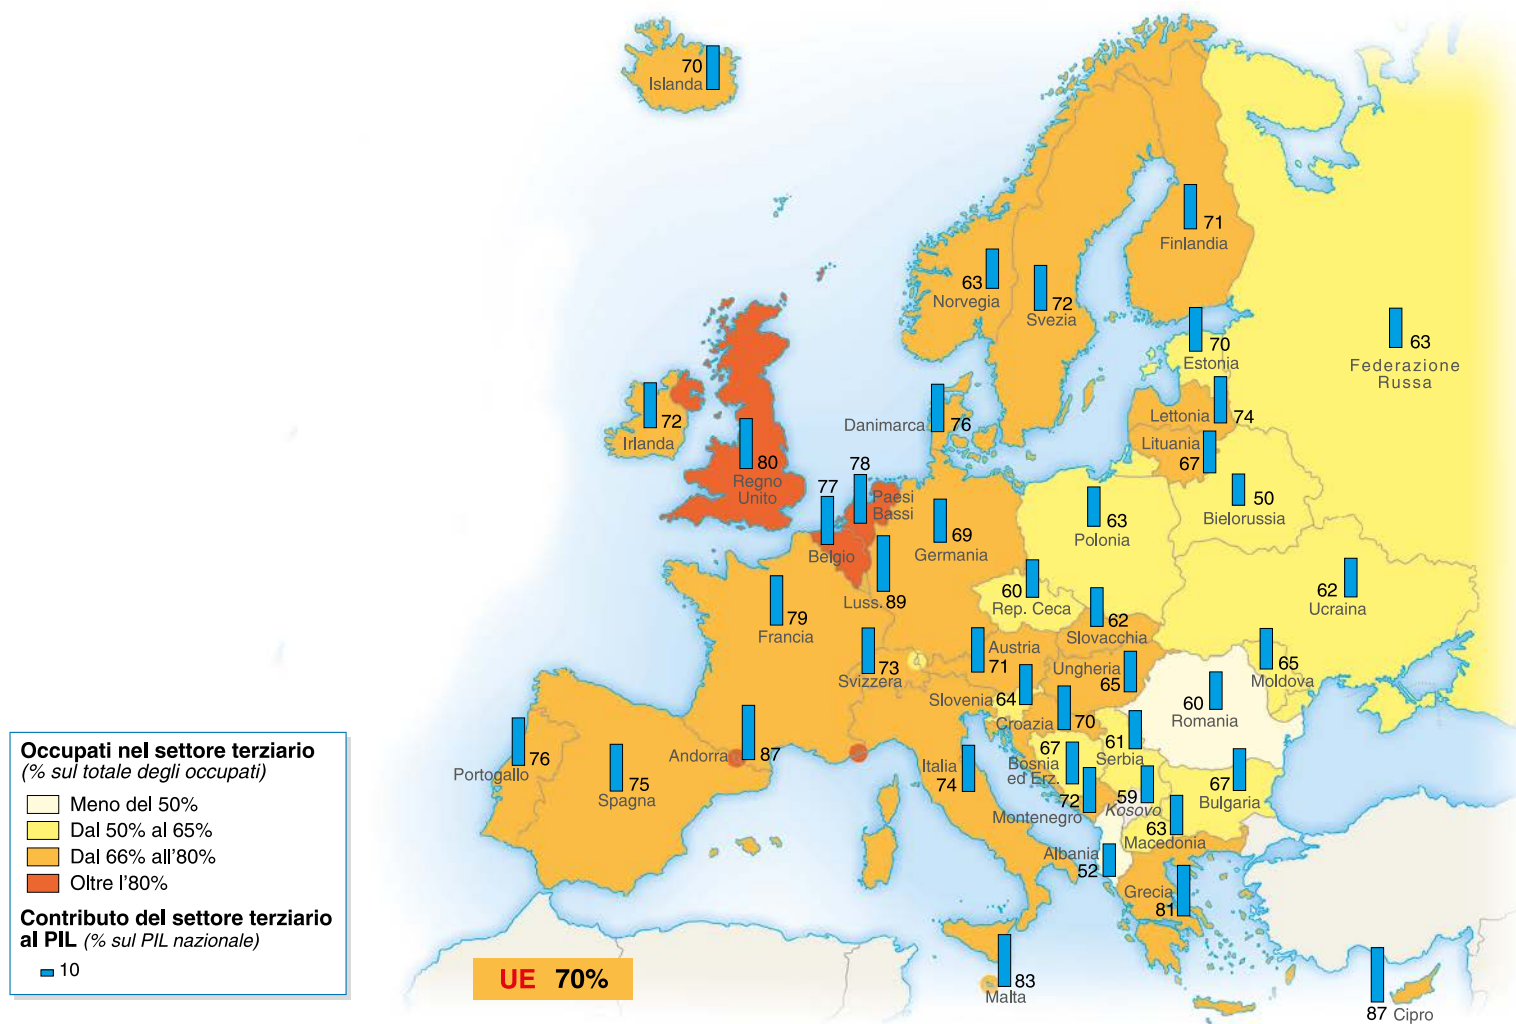 70
Islanda
71
Finlandia
63
Norvegia
72
Svezia
70
Estonia
63
Federazione
Russa
72
Irlanda
80
Regno
Unito
Danimarca
76
Lettonia
74
Lituania
67
50
Bielorussia
77
78
Paesi
Bassi
Belgio
69
Germania
63
Polonia
Luss.
89
60
Rep. Ceca
62
Slovacchia
62
Ucraina
79
Francia
73
Svizzera
Austria
71
Ungheria
65
65
Moldova
Slovenia
64
Croazia
70
60
Romania
67
Bosnia
ed Erz.
61
Serbia
Andorra
87
Italia
74
76
Portogallo
75
Spagna
72
Montenegro
59
Kosovo
67
Bulgaria
63
Macedonia
Albania
52
Grecia
81
83
Malta
87
Cipro
Occupati nel settore terziario
(% sul totale degli occupati)
Meno del 50%
Dal 50% al 65%
Dal 66% all'80%
Oltre l'80%
Contributo del settore terziario
al PIL (% sul PIL nazionale)
10
UE 70%